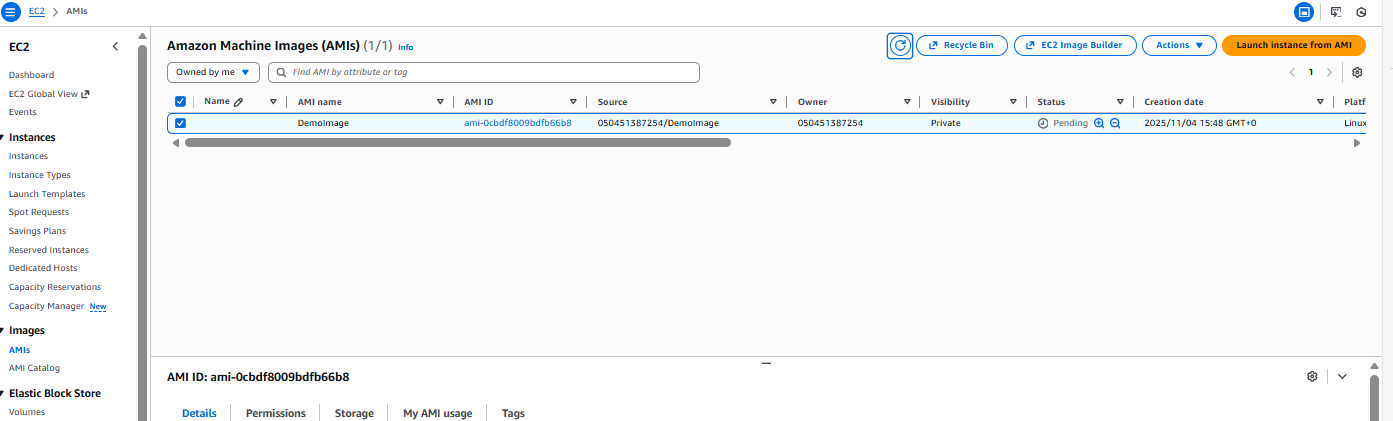 EC2 > AMIs
EC2
Dashboard
EC2 Global View
Events
Instances
Instances
Instance Types
Launch Templates
Spot Requests
Savings Plans
Reserved Instances
Dedicated Hosts
Capacity Reservations
Capacity Manager New
Images
AMIs
AMI Catalog
Elastic Block Store
Volumes
Amazon Machine Images (AMIs) (1/1) Info
Recycle Bin
EC2 Image Builder
Actions
Launch instance from AMI
Owned by me
Find AMI by attribute or tag
1
Name AMI name AMI ID Source Owner Visibility Status Creation date Platf
DemoImage ami-0cbdf8009bdfb66b8 050451387254/DemoImage 050451387254 Private Pending 2025/11/04 15:48 GMT+0 Linux
AMI ID: ami-0cbdf8009bdfb66b8
Details Permissions Storage My AMI usage Tags